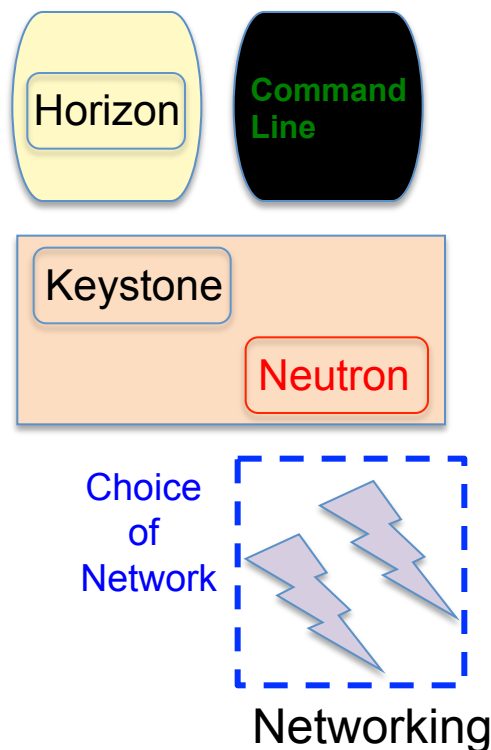 Horizon
Command
Line
Keystone
Neutron
Choice
of
Network
Networking